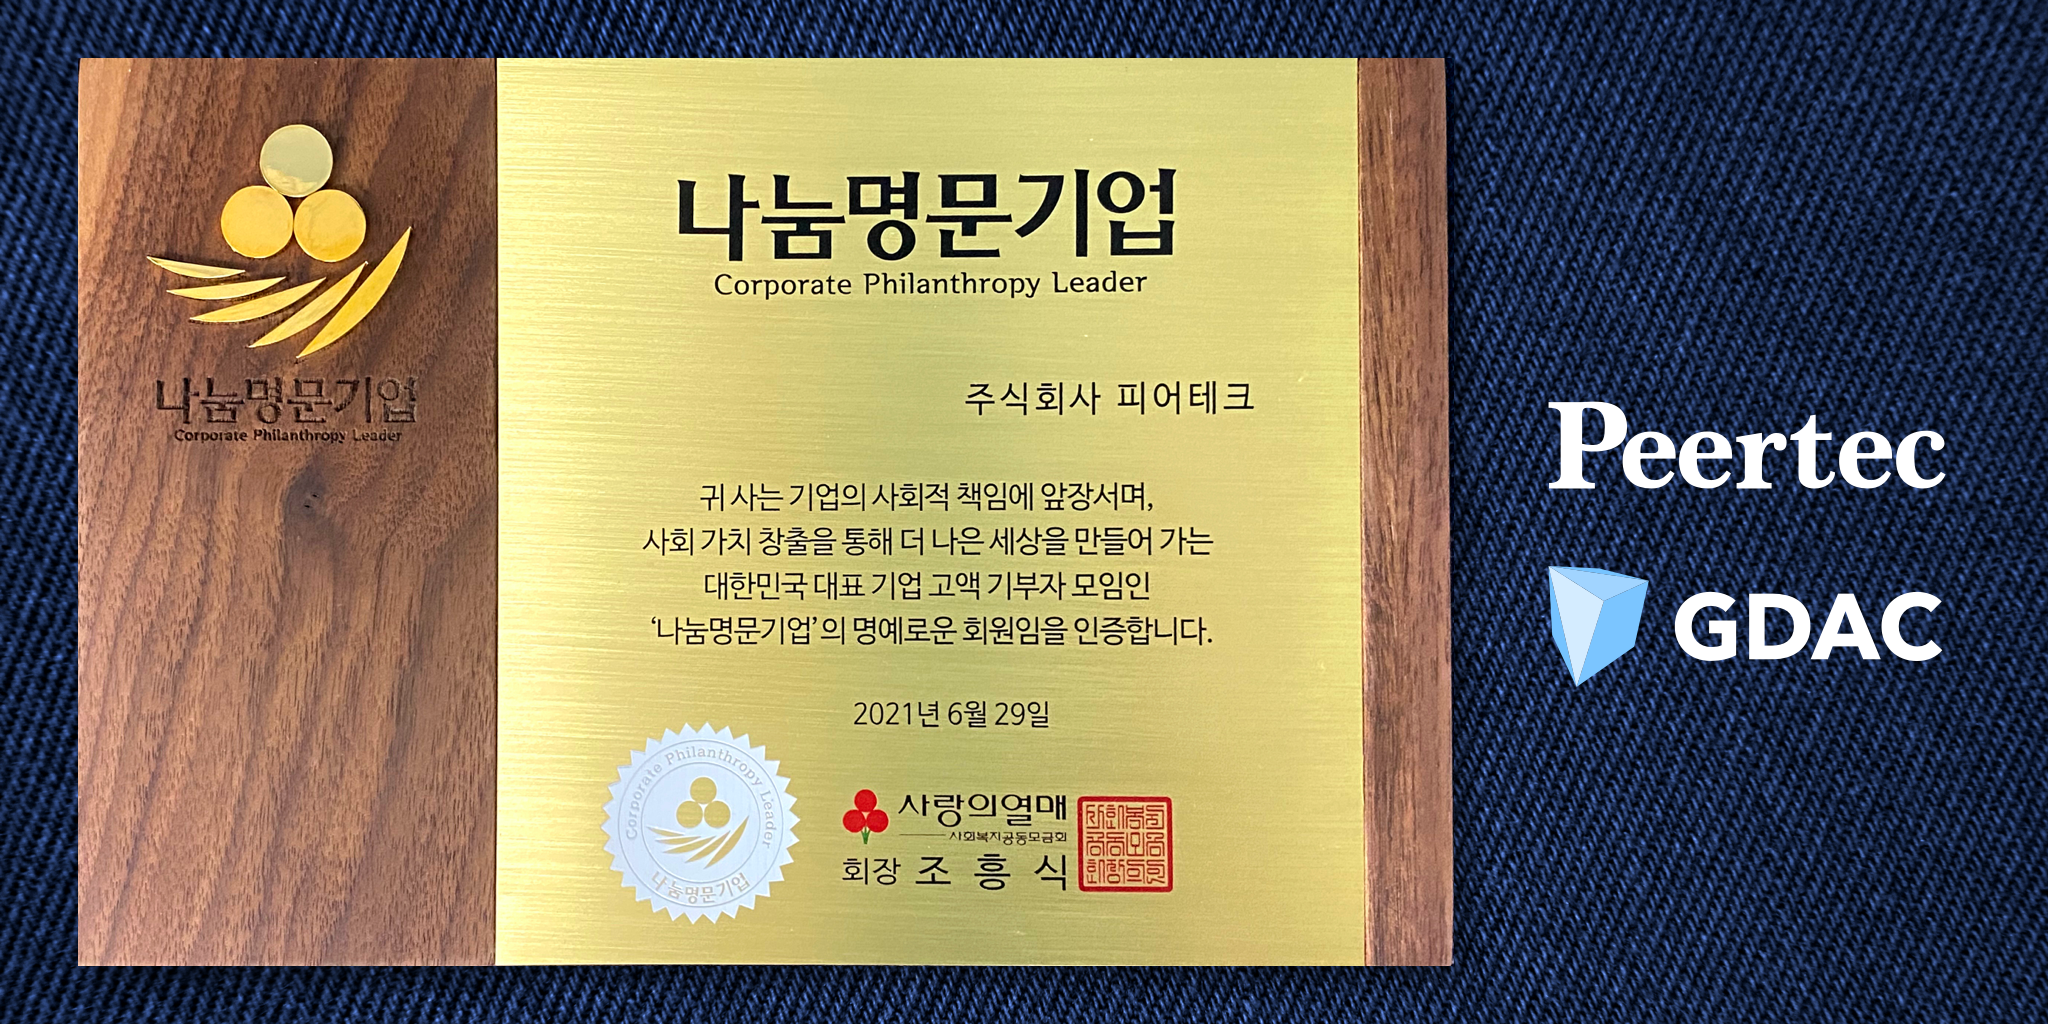 나눔명문기업
Corporate Philanthropy Leader
나눔명문기업
Corporate Philanthropy Leader
주식회사 피어테크
귀 사는 기업의 사회적 책임에 앞장서며,
사회 가치 창출을 통해 더 나은 세상을 만들어 가는
대한민국 대표 기업 고액 기부자 모임인
‘나눔명문기업’의 명예로운 회원임을 인증합니다.
2021년 6월 29일
Corporate Philanthropy Leader
나눔명문기업
사랑의열매
사회복지공동모금회
회장 조 흥 식
Peertec
GDAC